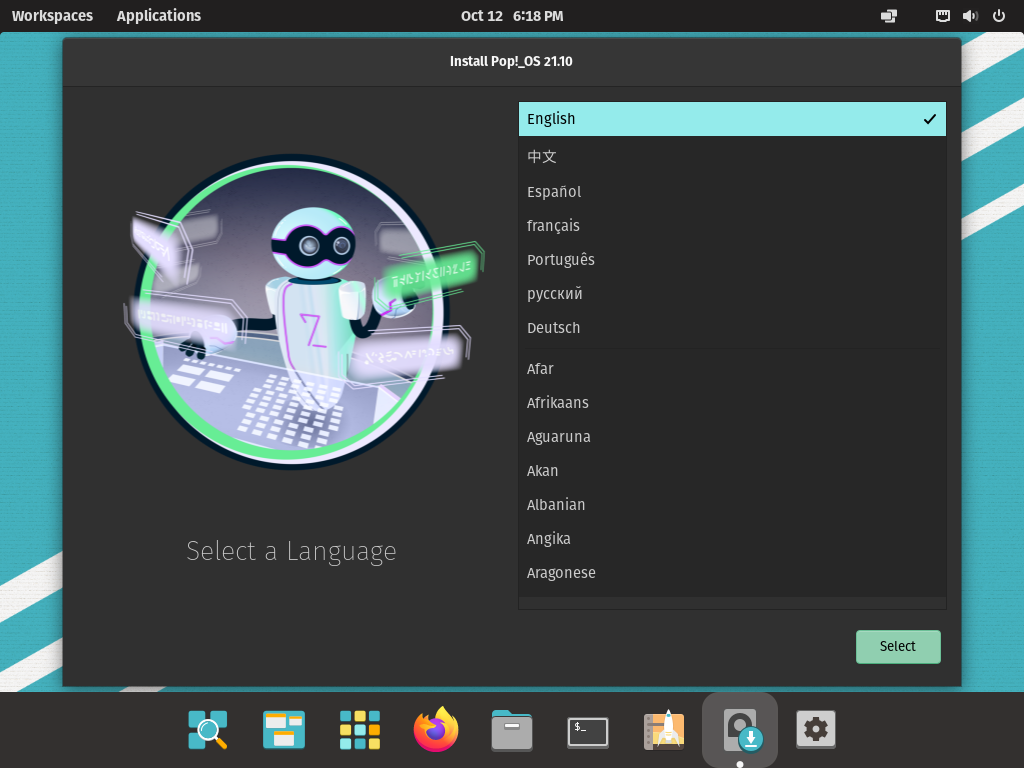 Workspaces Applications Oct 12 6:18 PM
Install Pop!_OS 21.10
English
中文
Español
français
Português
русский
Deutsch
Afar
Afrikaans
Aguaruna
Akan
Albanian
Angika
Aragonese
Select a Language
Select
$_